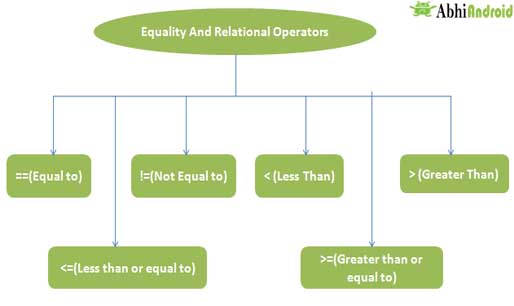 AbhiAndroid
Equality And Relational Operators
==(Equal to)
!=(Not Equal to)
< (Less Than)
> (Greater Than)
<=(Less than or equal to)
>=(Greater than or
equal to)